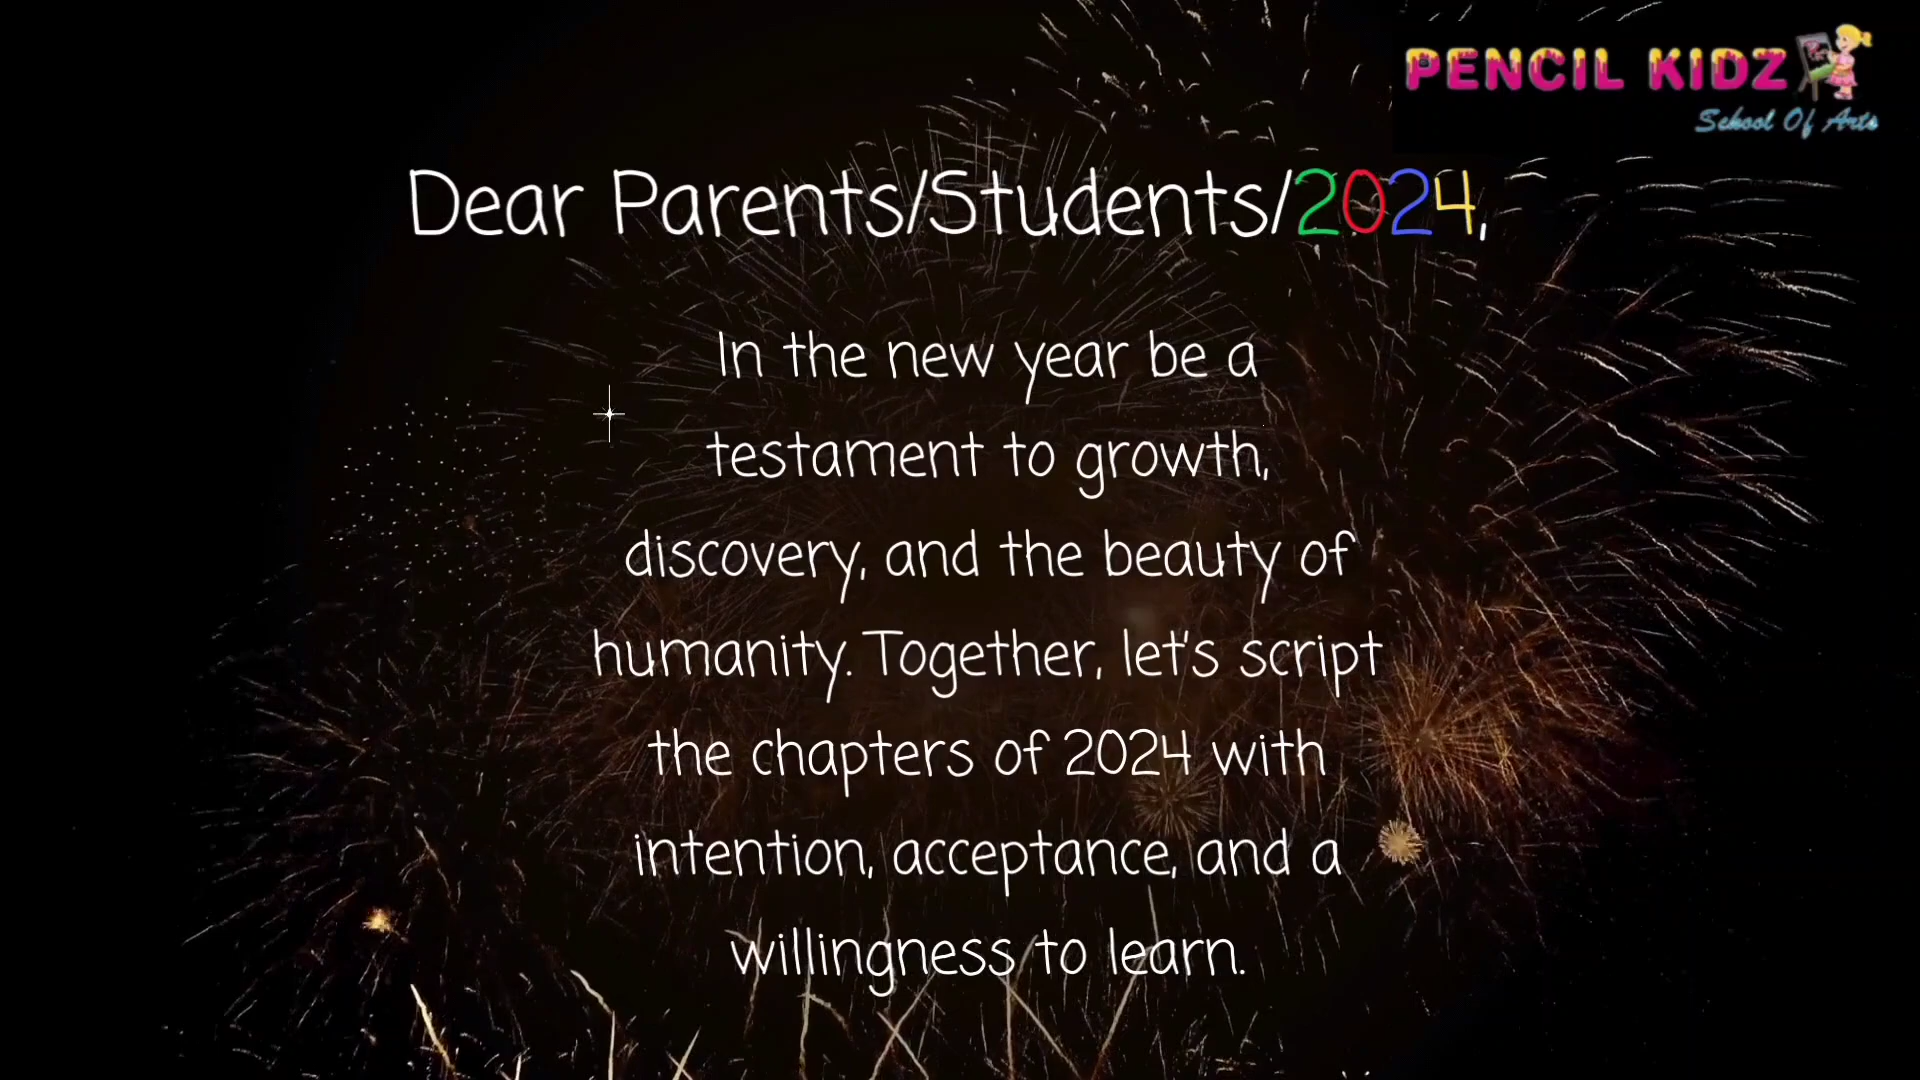 PENCIL KIDZ
School Of Arts
Dear Parents/Students/2024,
In the new year be a
testament to growth,
discovery, and the beauty of
humanity. Together, let's script
the chapters of 2024 with
intention, acceptance, and a
willingness to learn.